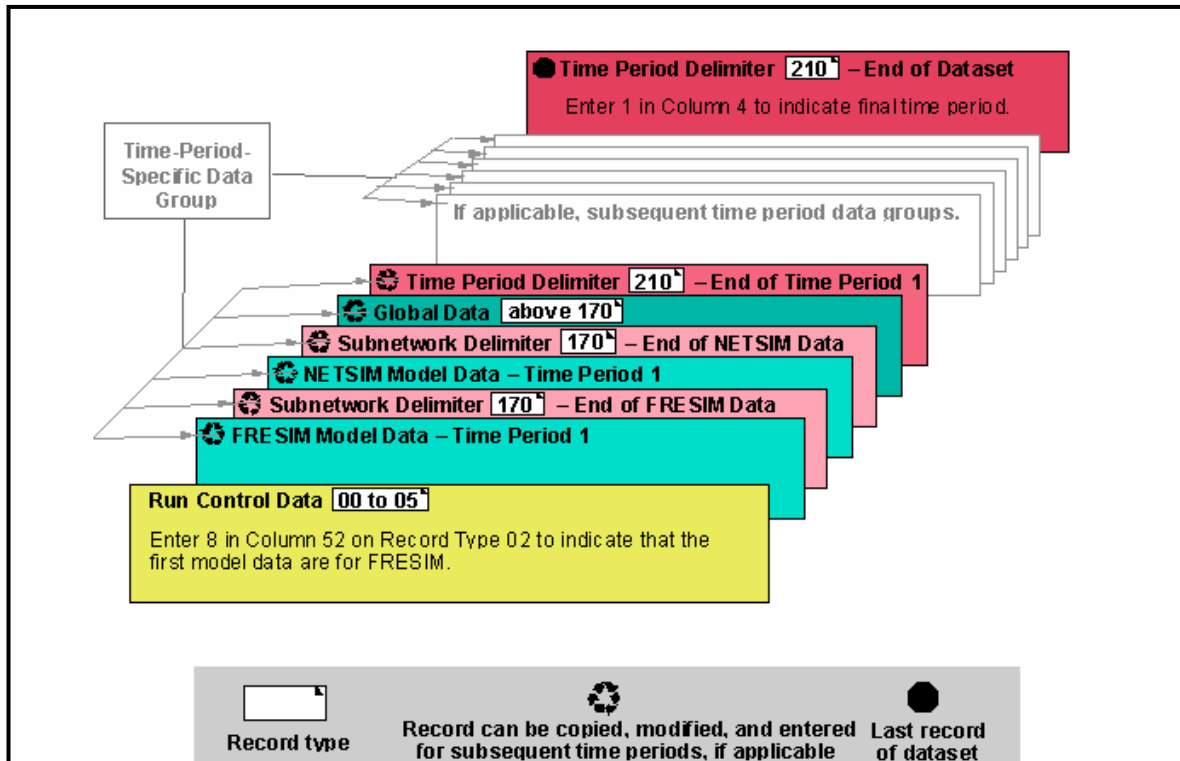 Time Period Delimiter 210 – End of Dataset
Enter 1 in Column 4 to indicate final time period.
Time-Period-
Specific Data
Group
If applicable, subsequent time period data groups.
Time Period Delimiter 210 – End of Time Period 1
Global Data above 170
Subnetwork Delimiter 170 – End of NETSIM Data
NETSIM Model Data – Time Period 1
Subnetwork Delimiter 170 – End of FRESIM Data
FRESIM Model Data – Time Period 1
Run Control Data 00 to 05
Enter 8 in Column 52 on Record Type 02 to indicate that the
first model data are for FRESIM.
Record type
Record can be copied, modified, and entered
for subsequent time periods, if applicable
Last record
of dataset